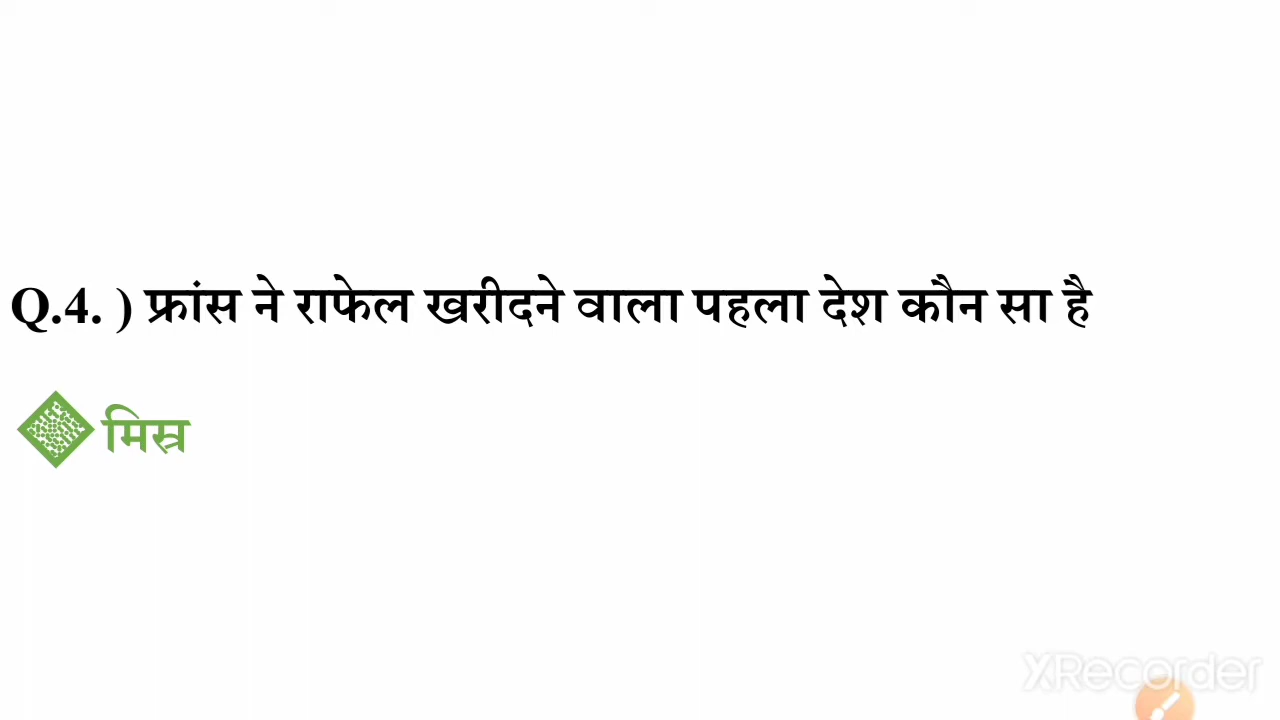 Q.4. ) फ्रांस ने राफेल खरीदने वाला पहला देश कौन सा है
मिस्र
XRecorder